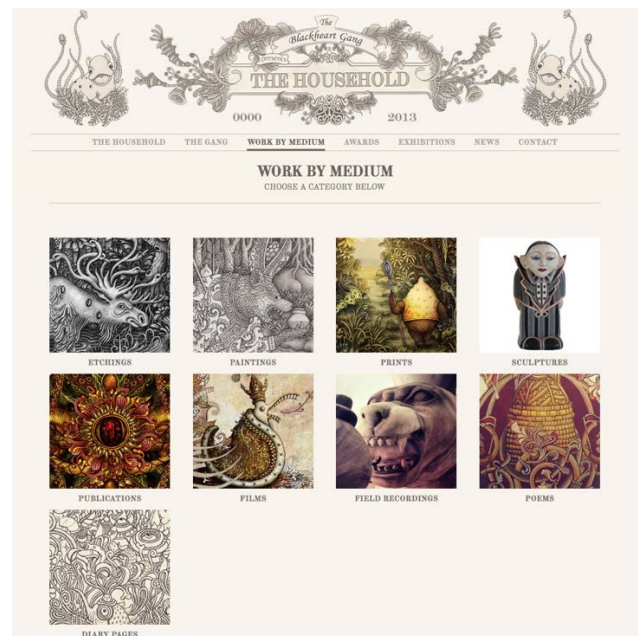 The
Blackheart Gang
PRESENTS
THE HOUSEHOLD
0000 2013
THE HOUSEHOLD THE GANG WORK BY MEDIUM AWARDS EXHIBITIONS NEWS CONTACT
WORK BY MEDIUM
CHOOSE A CATEGORY BELOW
ETCHINGS PAINTINGS PRINTS SCULPTURES
PUBLICATIONS FILMS FIELD RECORDINGS POEMS
DIARY PAGES